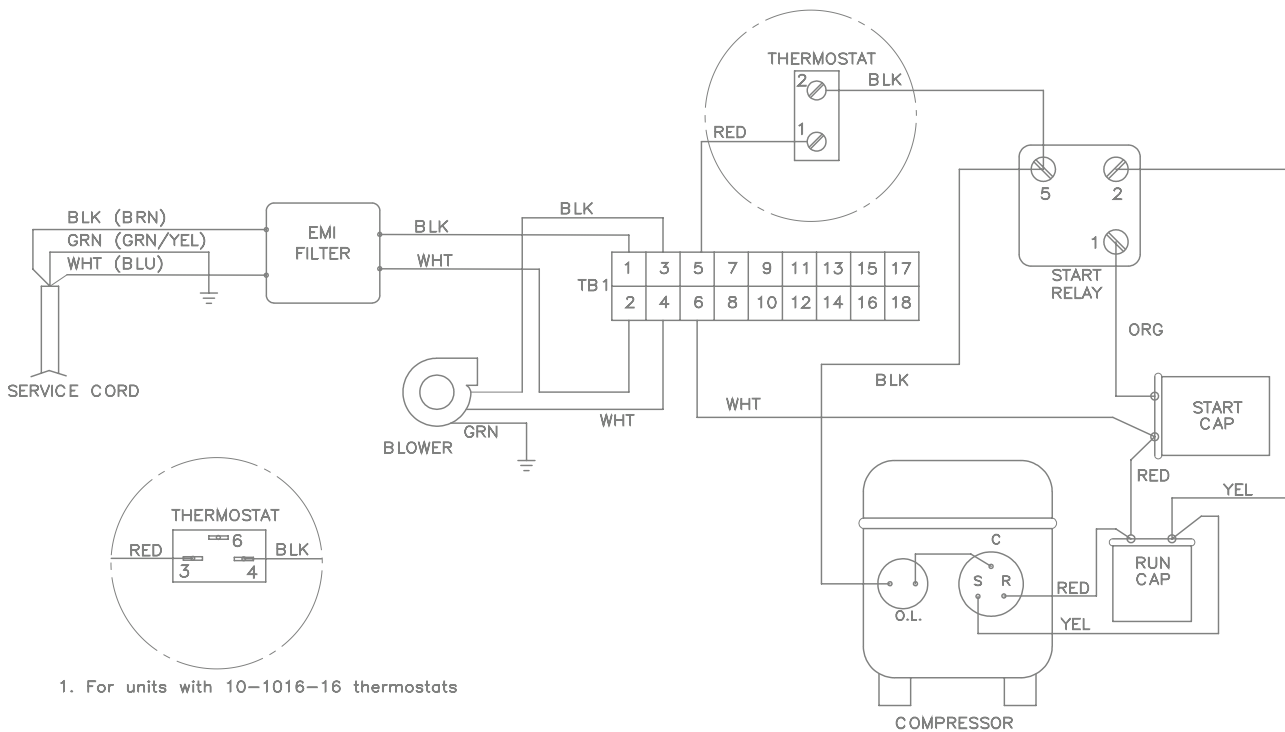 THERMOSTAT
2
BLK
RED
1
5
2
1
START
RELAY
BLK (BRN)
GRN (GRN/YEL)
WHT (BLU)
EMI
FILTER
BLK
WHT
BLK
TB1
1 3 5 7 9 11 13 15 17
2 4 6 8 10 12 14 16 18
ORG
SERVICE CORD
BLK
WHT
START
CAP
WHT
GRN
BLOWER
RED
YEL
THERMOSTAT
6
RED
BLK
3
4
C
S R
O.L.
RED
YEL
RUN
CAP
1. For units with 10-1016-16 thermostats
COMPRESSOR